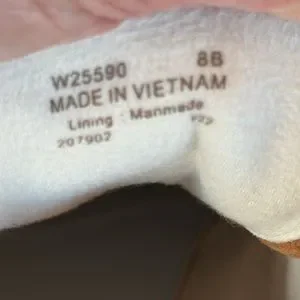 W25590 8B
MADE IN VIETNAM
Lining : Manmade
207902